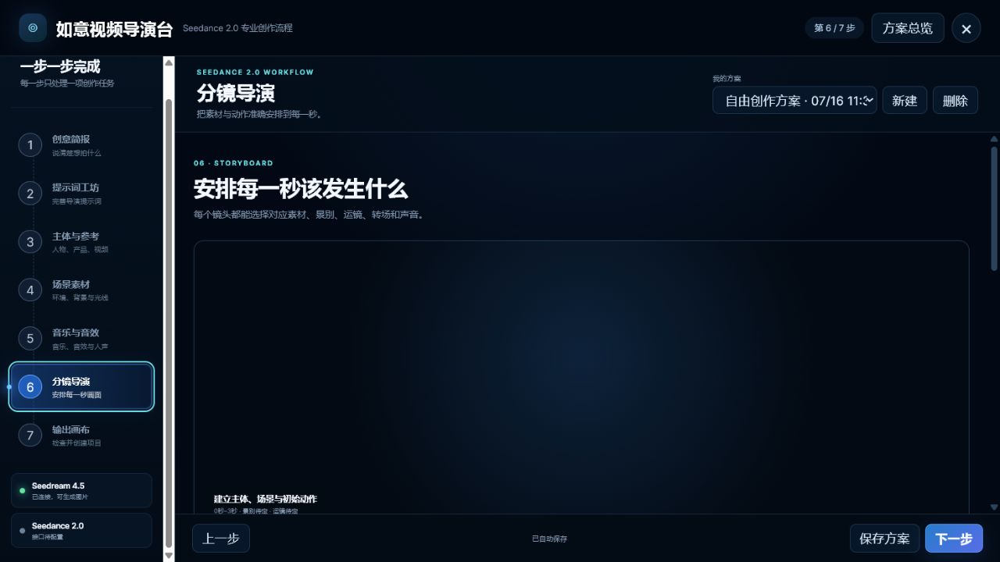 如意视频导演台
Seedance 2.0 专业创作流程
第 6 / 7 步
方案总览
一步一步完成
每一步只处理一项创作任务
1
创意简报
说清楚想拍什么
2
提示词工坊
完善导演提示词
3
主体与参考
人物、产品、视频
4
场景素材
环境、背景与光线
5
音乐与音效
音乐、音效与人声
6
分镜导演
安排每一秒画面
7
输出画布
检查并创建项目
Seedream 4.5
已连接，可生成图片
Seedance 2.0
接口待配置
SEEDANCE 2.0 WORKFLOW
分镜导演
把素材与动作准确安排到每一秒。
我的方案
自由创作方案 · 07/16 11:
新建
删除
06 · STORYBOARD
安排每一秒该发生什么
每个镜头都能选择对应素材、景别、运镜、转场和声音。
建立主体、场景与初始动作
0秒-3秒 · 景别待定 · 运镜待定
上一步
已自动保存
保存方案
下一步